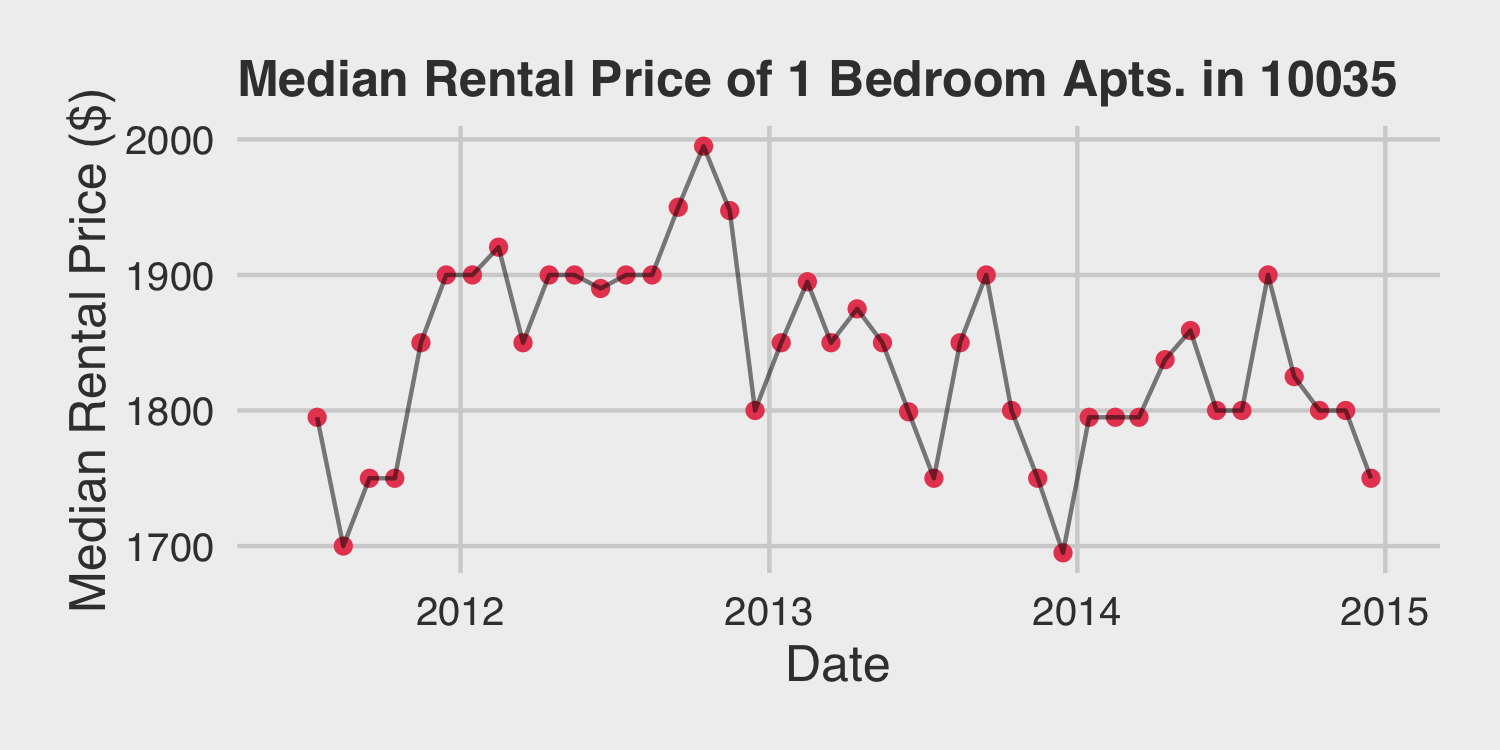 Median Rental Price of 1 Bedroom Apts. in 10035
Median Rental Price ($)
2000
1900
1800
1700
2012 2013 2014 2015
Date